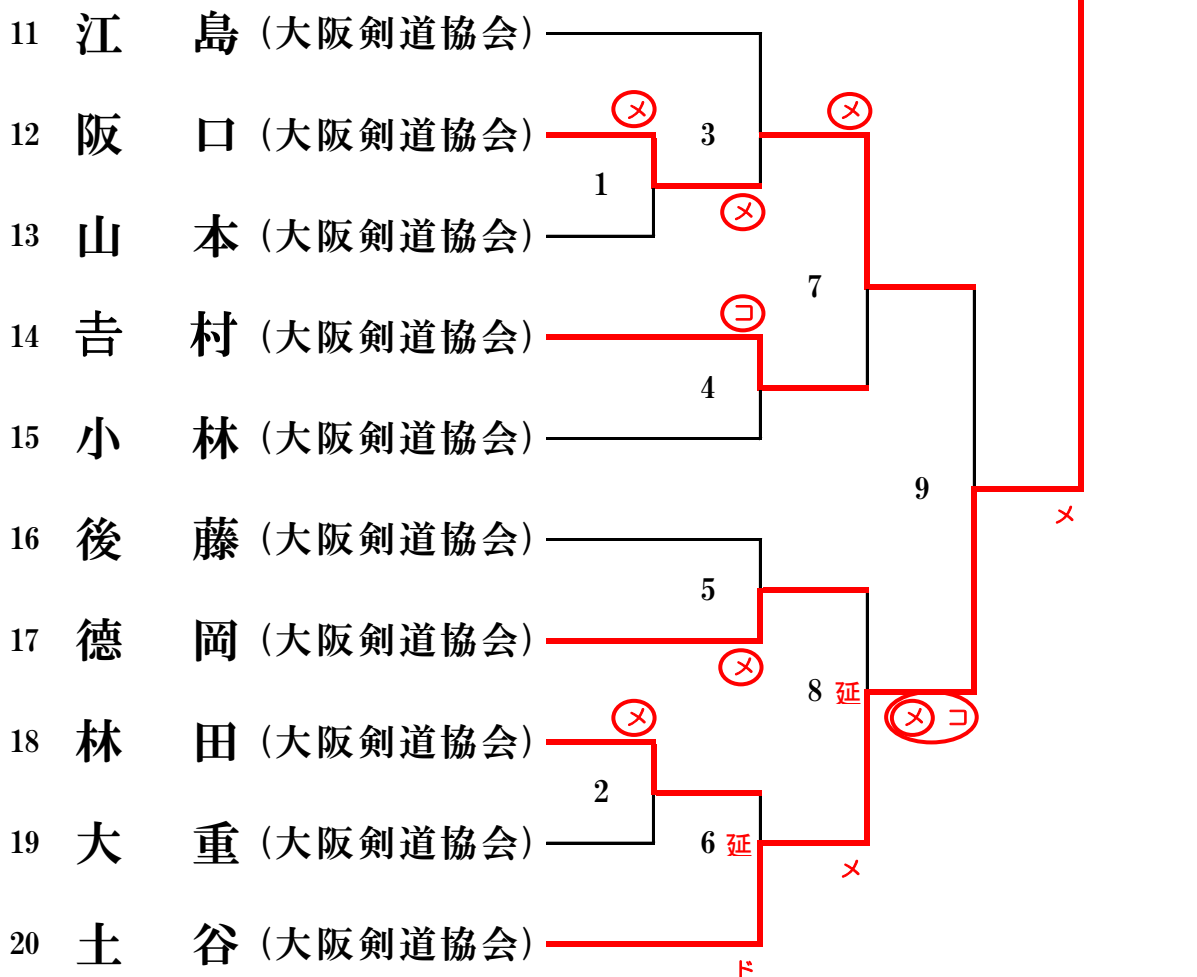 11 江島 (大阪剣道協会)
メ メ
12 阪口 (大阪剣道協会) 3
1
メ
13 山本 (大阪剣道協会)
7
コ
14 𠮷村 (大阪剣道協会)
4
15 小林 (大阪剣道協会)
9
メ
16 後藤 (大阪剣道協会)
5
17 德岡 (大阪剣道協会)
メ
8 延
メ メ コ
18 林田 (大阪剣道協会)
2
19 大重 (大阪剣道協会) 6 延
メ
20 土谷 (大阪剣道協会)
ド